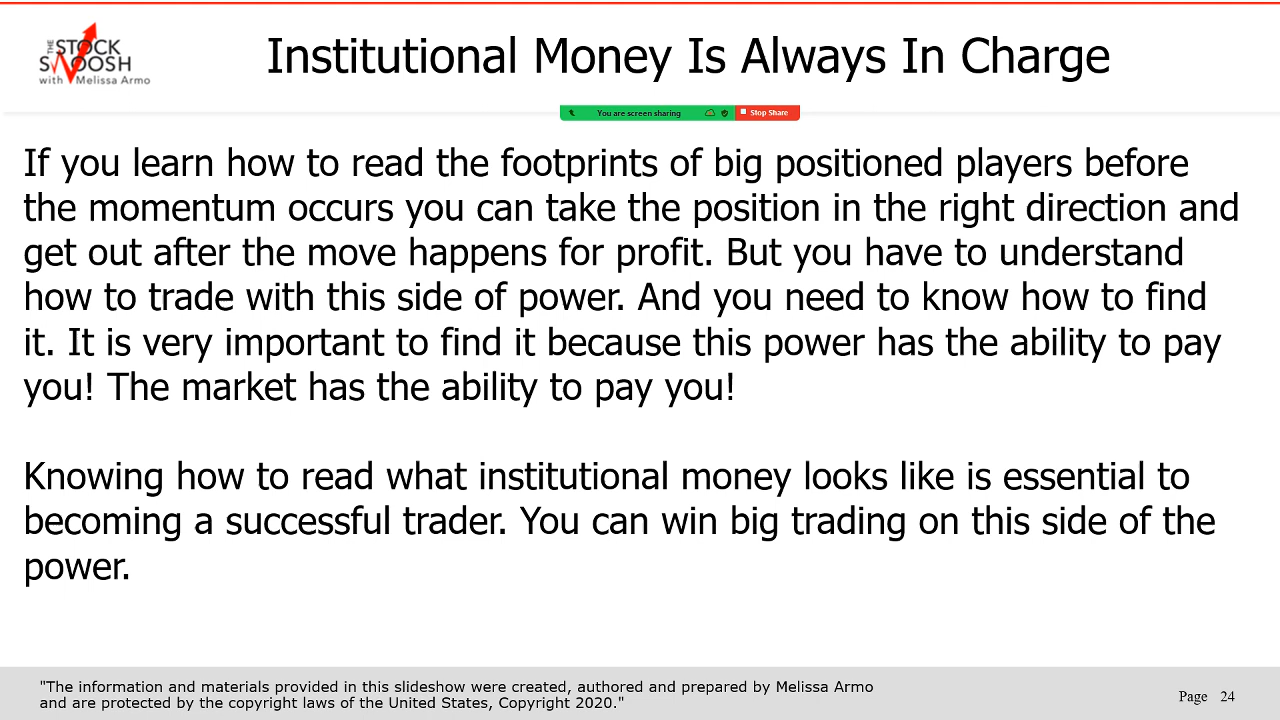 THE
STOCK
SWOOSH
with Melissa Armo
Institutional Money Is Always In Charge
You are screen sharing
Stop Share
If you learn how to read the footprints of big positioned players before
the momentum occurs you can take the position in the right direction and
get out after the move happens for profit. But you have to understand
how to trade with this side of power. And you need to know how to find
it. It is very important to find it because this power has the ability to pay
you! The market has the ability to pay you!
Knowing how to read what institutional money looks like is essential to
becoming a successful trader. You can win big trading on this side of the
power.
"The information and materials provided in this slideshow were created, authored and prepared by Melissa Armo
and are protected by the copyright laws of the United States, Copyright 2020."
Page 24